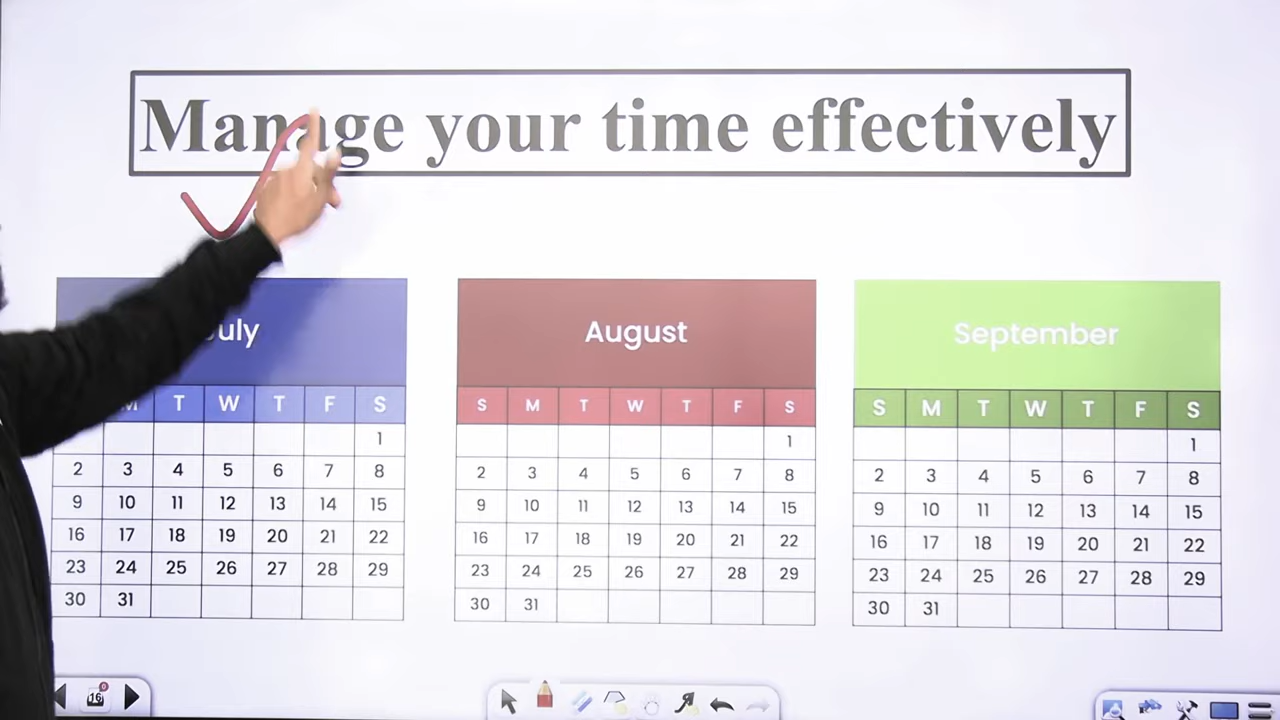 Manage your time effectively
uly
M T W T F S
1
2 3 4 5 6 7 8
9 10 11 12 13 14 15
16 17 18 19 20 21 22
23 24 25 26 27 28 29
30 31
August
S M T W T F S
1
2 3 4 5 6 7 8
9 10 11 12 13 14 15
16 17 18 19 20 21 22
23 24 25 26 27 28 29
30 31
September
S M T W T F S
1
2 3 4 5 6 7 8
9 10 11 12 13 14 15
16 17 18 19 20 21 22
23 24 25 26 27 28 29
30 31
16